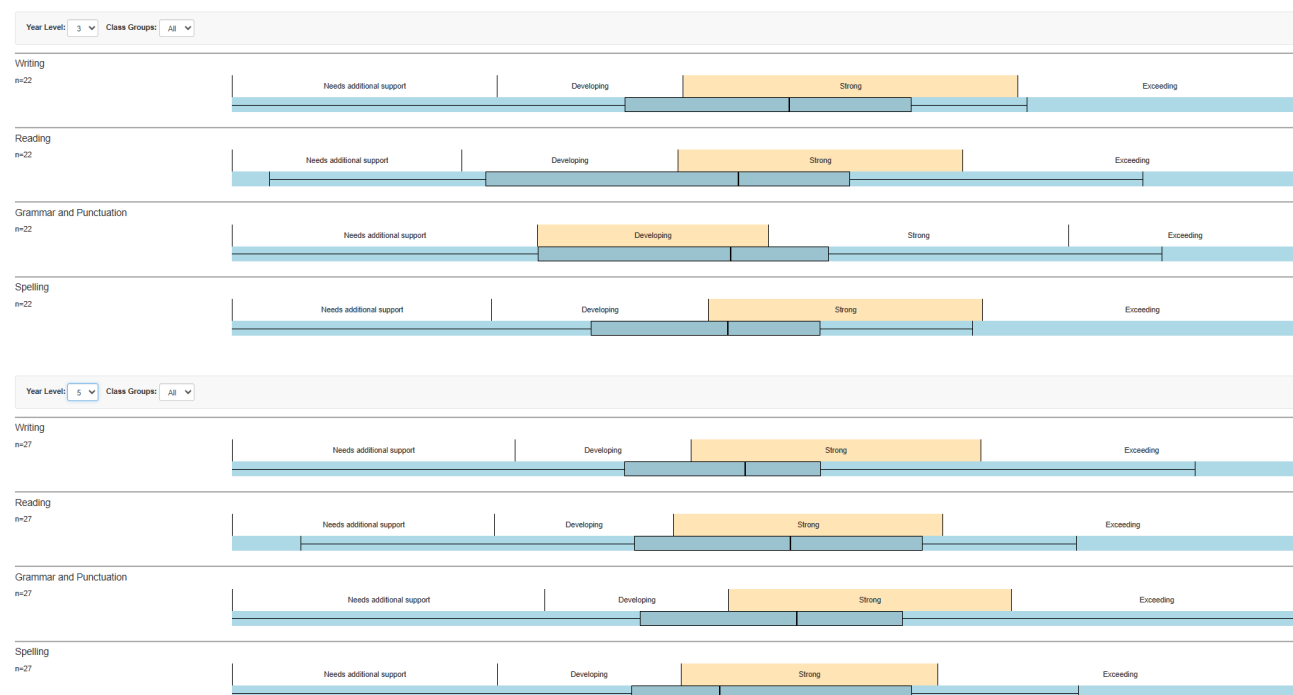 Year Level: 3 Class Groups: All
Writing
n=22
Needs additional support Developing Strong Exceeding
Reading
n=22
Needs additional support Developing Strong Exceeding
Grammar and Punctuation
n=22
Needs additional support Developing Strong Exceeding
Spelling
n=22
Needs additional support Developing Strong Exceeding
Year Level: 5 Class Groups: All
Writing
n=27
Needs additional support Developing Strong Exceeding
Reading
n=27
Needs additional support Developing Strong Exceeding
Grammar and Punctuation
n=27
Needs additional support Developing Strong Exceeding
Spelling
n=27
Needs additional support Developing Strong Exceeding